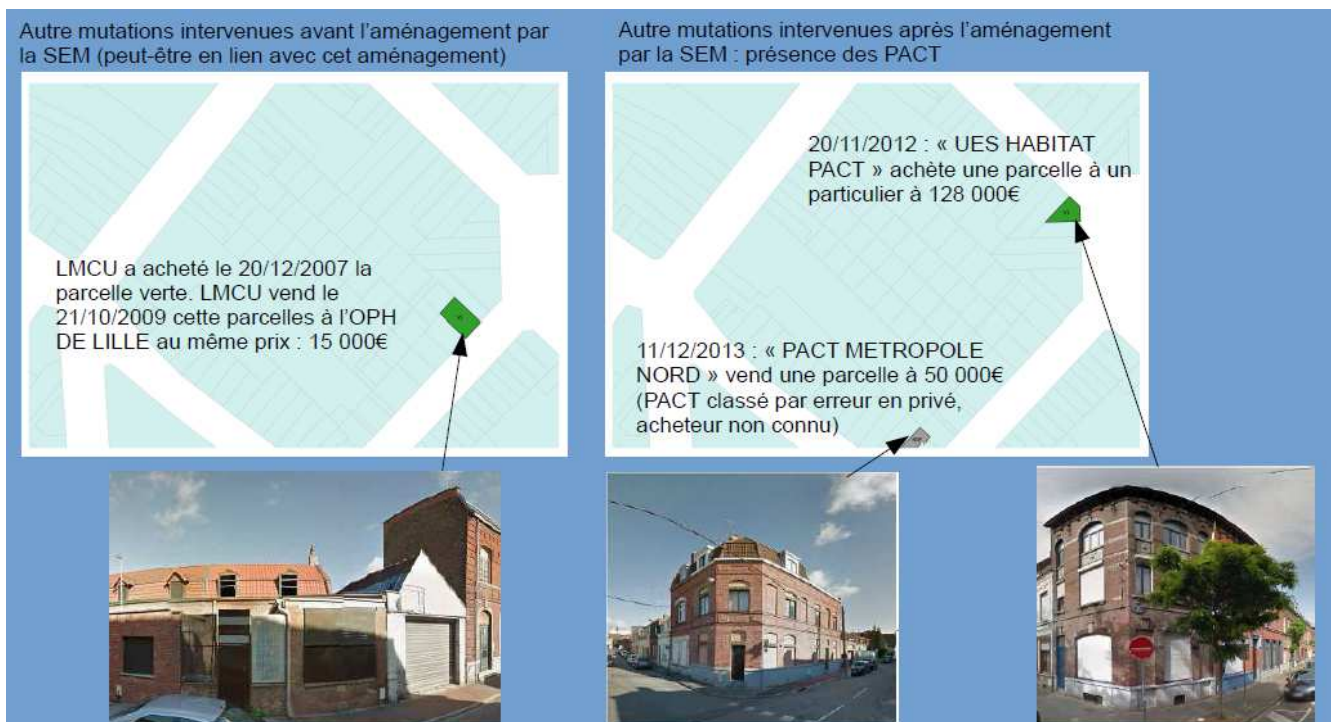 Autre mutations intervenues avant l'aménagement par
la SEM (peut-être en lien avec cet aménagement)
LMCU a acheté le 20/12/2007 la
parcelle verte. LMCU vend le
21/10/2009 cette parcelles à l'OPH
DE LILLE au même prix : 15 000€
Autre mutations intervenues après l'aménagement
par la SEM : présence des PACT
20/11/2012 : « UES HABITAT
PACT » achète une parcelle à un
particulier à 128 000€
11/12/2013 : « PACT METROPOLE
NORD » vend une parcelle à 50 000€
(PACT classé par erreur en privé,
acheteur non connu)